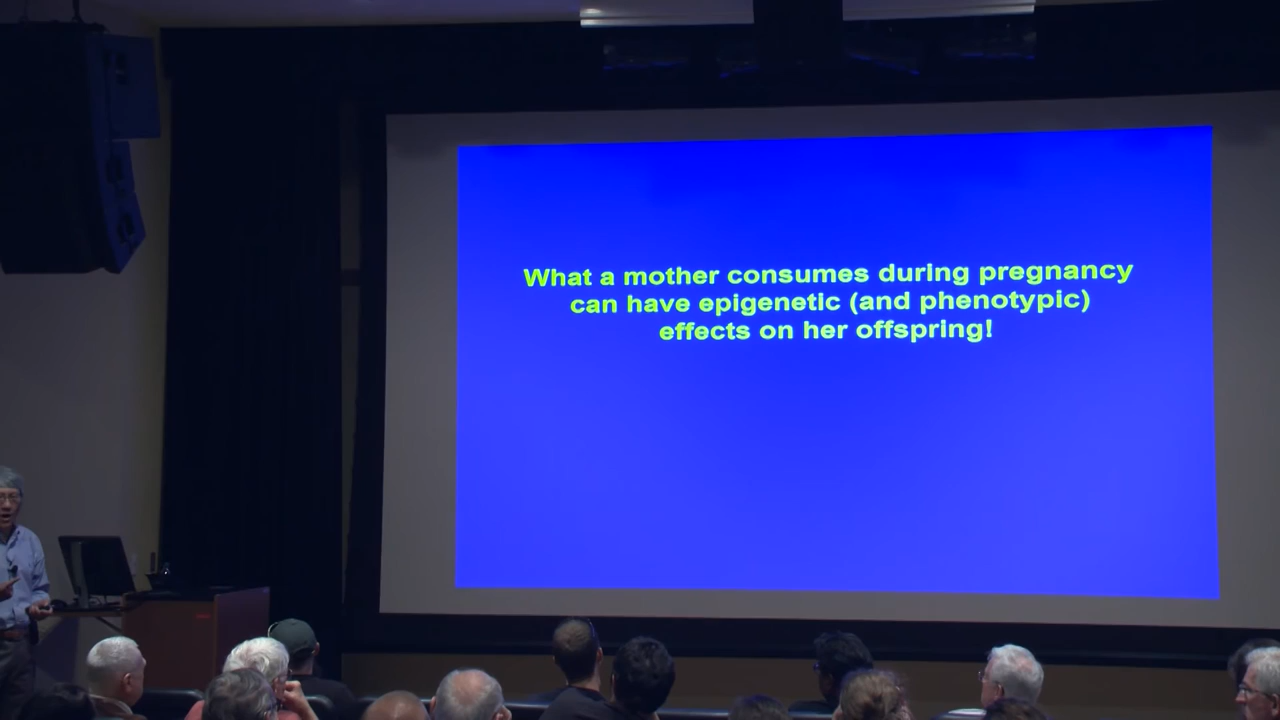 What a mother consumes during pregnancy
can have epigenetic (and phenotypic)
effects on her offspring!